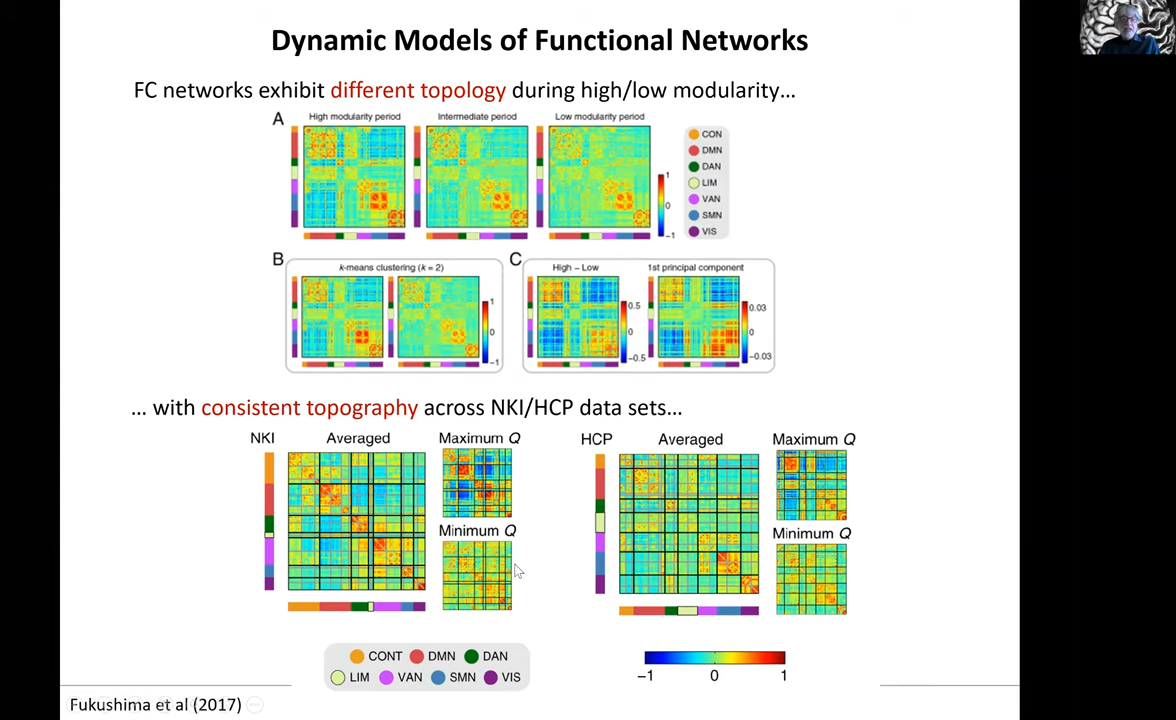 Dynamic Models of Functional Networks
FC networks exhibit different topology during high/low modularity…
A
High modularity period
Intermediate period
Low modularity period
CON
DMN
DAN
LIM
VAN
SMN
VIS
1
0
−1
B
k-means clustering (k = 2)
1
0
−1
C
High − Low
1st principal component
0.5
0
−0.5
0.03
0
−0.03
… with consistent topography across NKI/HCP data sets…
NKI
Averaged
Maximum Q
Minimum Q
HCP
Averaged
Maximum Q
Minimum Q
CONT DMN DAN
LIM VAN SMN VIS
−1 0 1
Fukushima et al (2017)